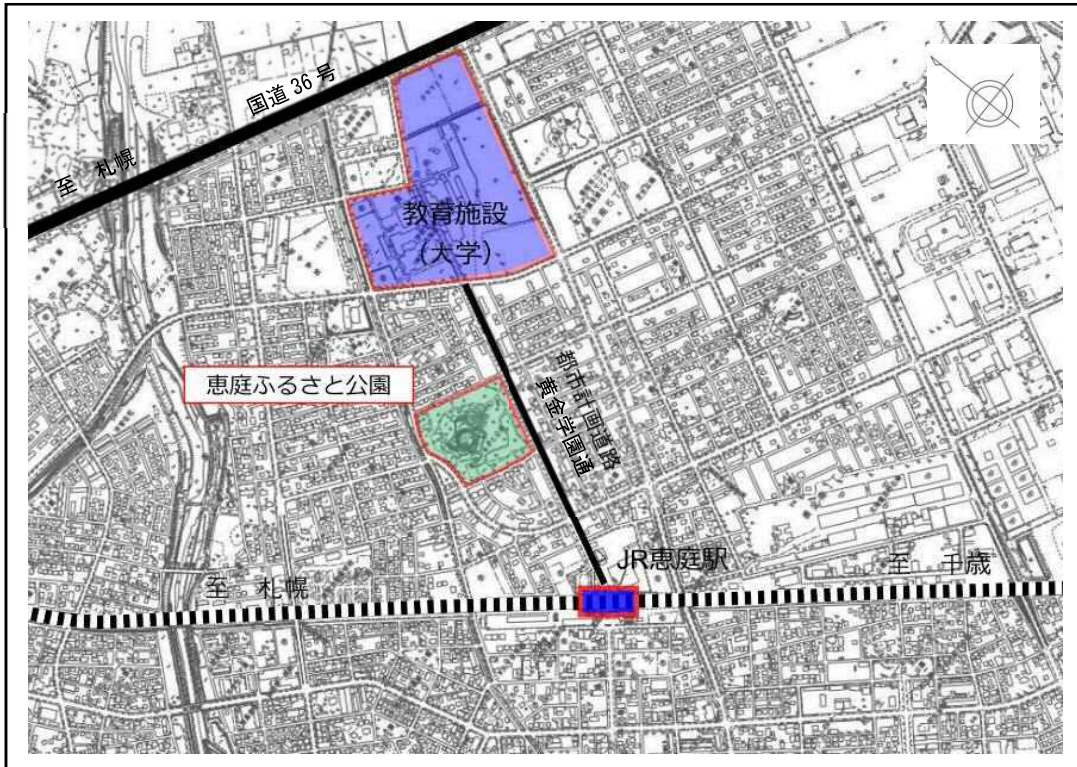 国道 36 号
至 札幌
教育施設
(大学)
恵庭ふるさと公園
都市計画道路
黄金学園通
JR恵庭駅
至 札幌
至 千歳